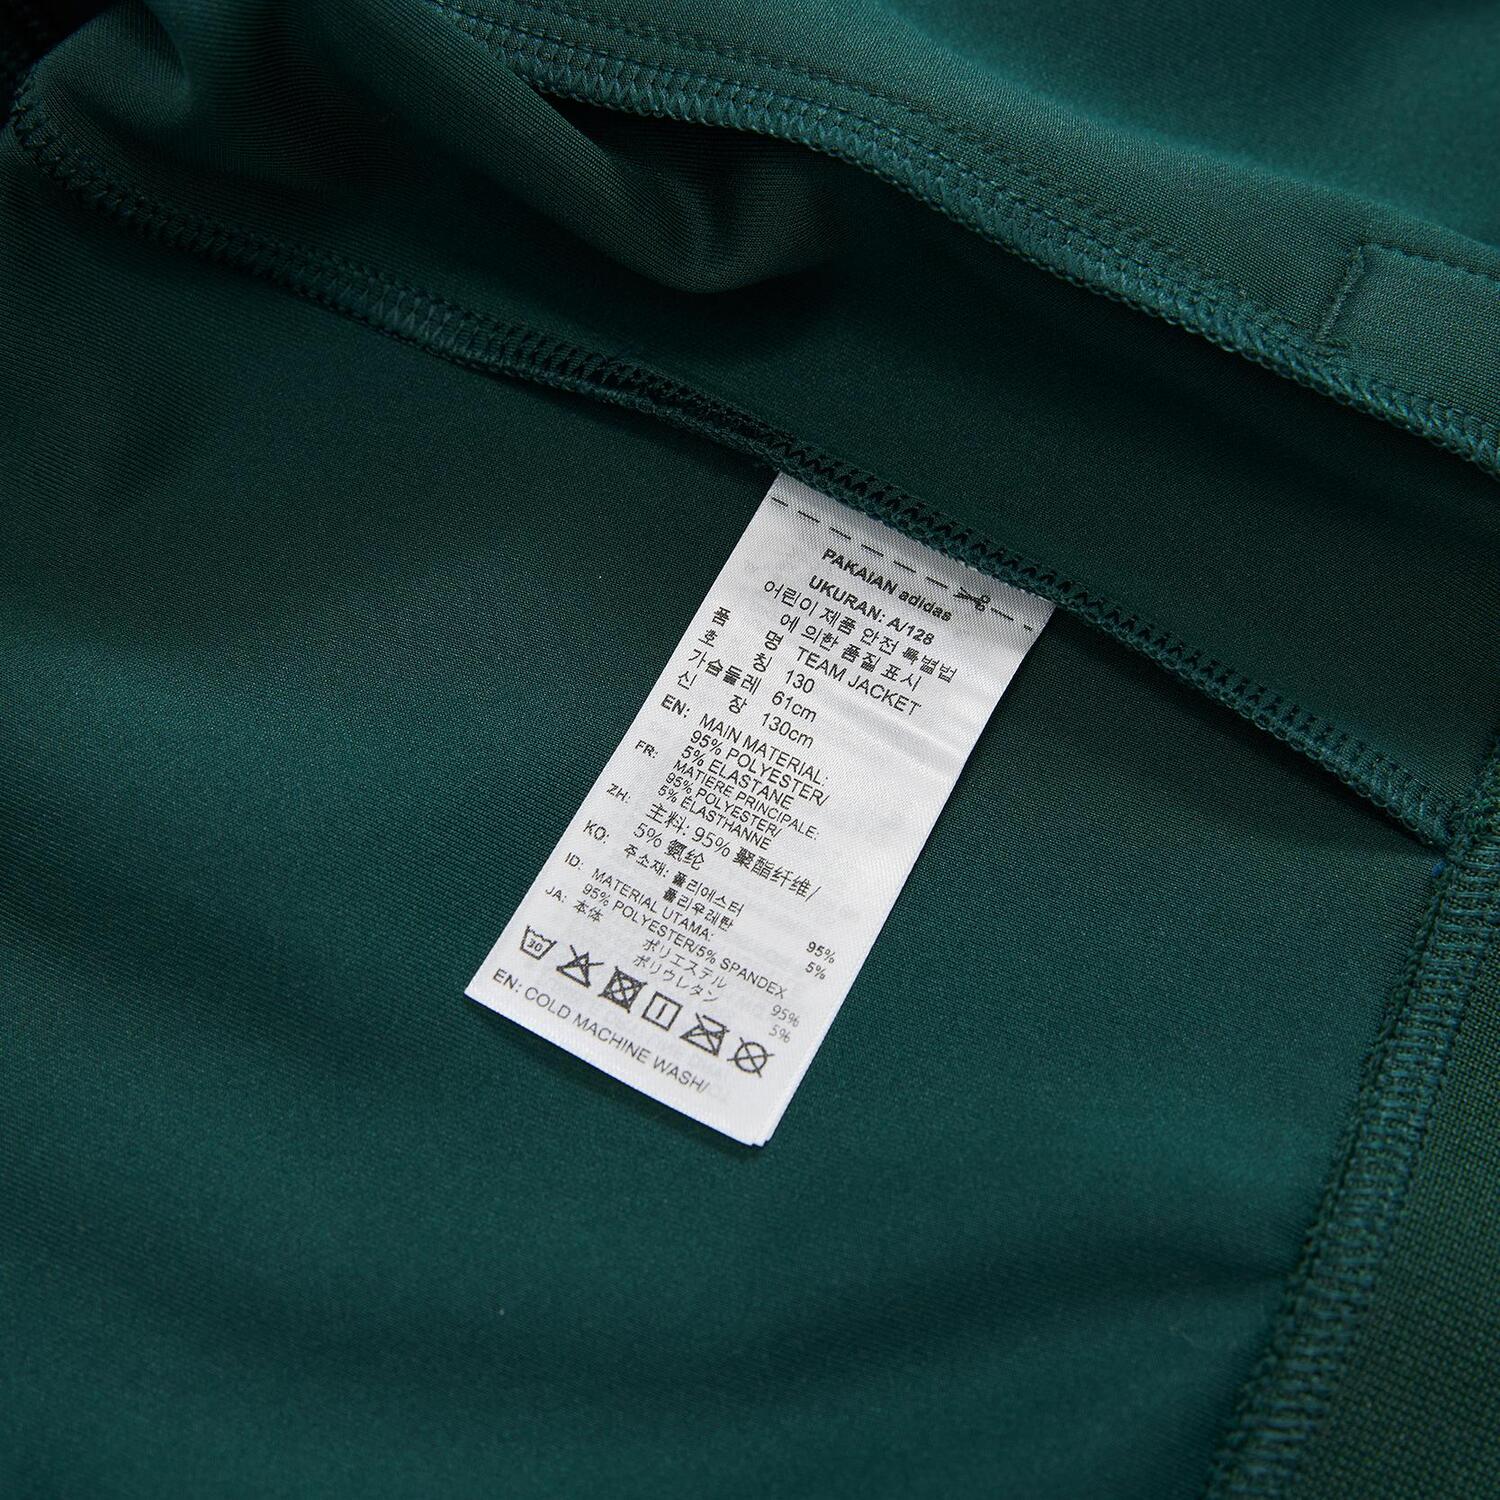 PAKAIAN adidas
UKURAN: A/128
어린이 제품 안전 특별법
에 의한 품질 표시
품 명 TEAM JACKET
호 칭 130
가슴둘레 61cm
신 장 130cm
EN: MAIN MATERIAL:
95% POLYESTER/
5% ELASTANE
FR: MATIERE PRINCIPALE:
95% POLYESTER/
5% ÉLASTHANNE
ZH: 主料: 95% 聚酯纤维/
5% 氨纶
KO: 주소재: 폴리에스터 95%
폴리우레탄 5%
ID: MATERIAL UTAMA:
95% POLYESTER/5% SPANDEX
JA: 本体 ポリエステル 95%
ポリウレタン 5%
30
EN: COLD MACHINE WASH/